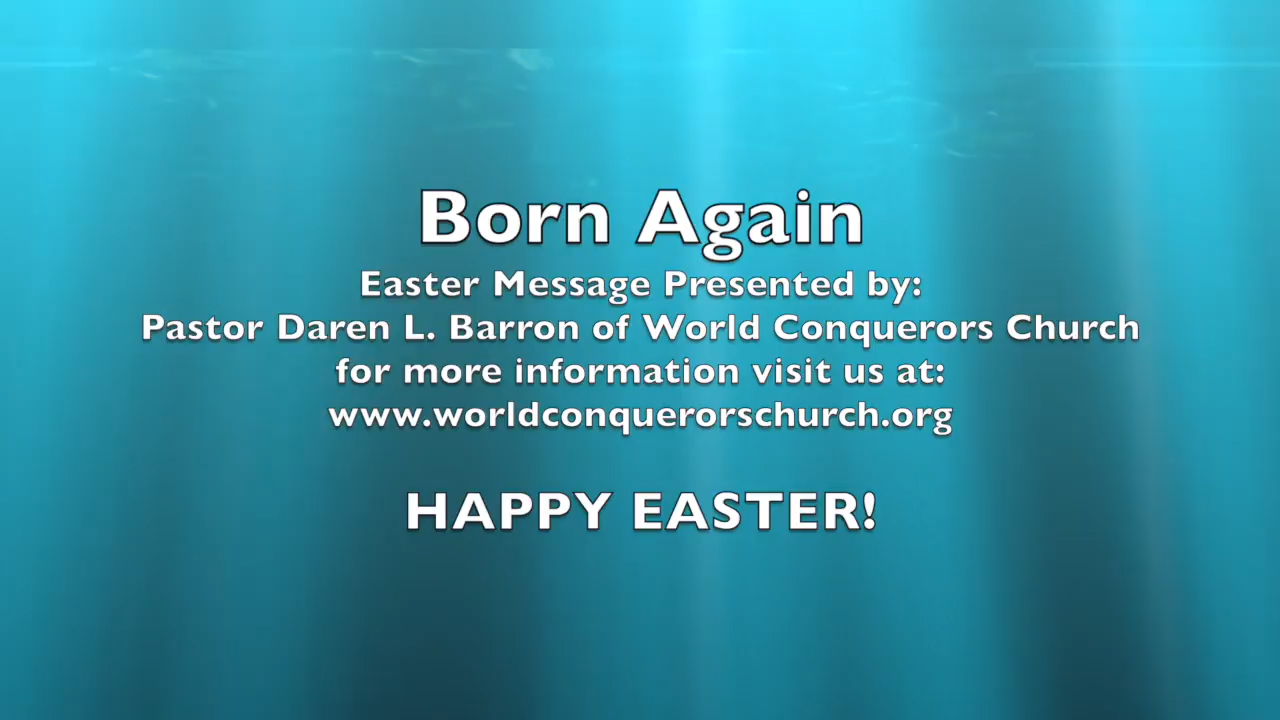 Born Again
Easter Message Presented by:
Pastor Daren L. Barron of World Conquerors Church
for more information visit us at:
www.worldconquerorschurch.org
HAPPY EASTER!